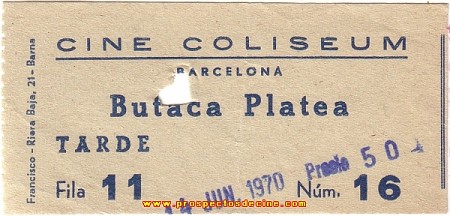 Francisco - Riera Baja, 21 - Barna
CINE COLISEUM
BARCELONA
Butaca Platea
TARDE
JUN 1970 Precio 50
Fila 11 Núm. 16
www.prospectosdecine.com